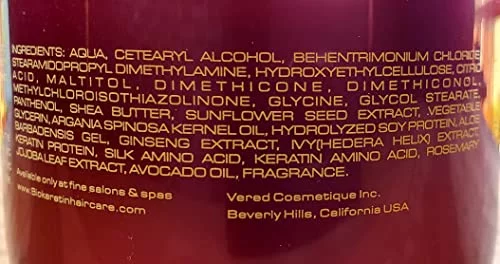 INGREDIENTS: AQUA, CETEARYL ALCOHOL, BEHENTRIMONIUM CHLORIDE
STEARAMIDOPROPYL DIMETHYLAMINE, HYDROXYETHYLCELLULOSE, CITRIC
ACID, MALTITOL, DIMETHICONE, DIMETHICONOL,
METHYLCHLOROISOTHIAZOLINONE, GLYCINE, GLYCOL STEARATE,
PANTHENOL, SHEA BUTTER, SUNFLOWER SEED EXTRACT, VEGETABLE
GLYCERIN, ARGANIA SPINOSA KERNEL OIL, HYDROLYZED SOY PROTEIN, ALOE
BARBADENSIS GEL, GINSENG EXTRACT, IVY(HEDERA HELIX) EXTRACT
KERATIN PROTEIN, SILK AMINO ACID, KERATIN AMINO ACID, ROSEMARY
JOJOBA LEAF EXTRACT, AVOCADO OIL, FRAGRANCE.
Available only at fine salons & spas
www.Biokeratinhaircare.com
Vered Cosmetique Inc.
Beverly Hills, California USA